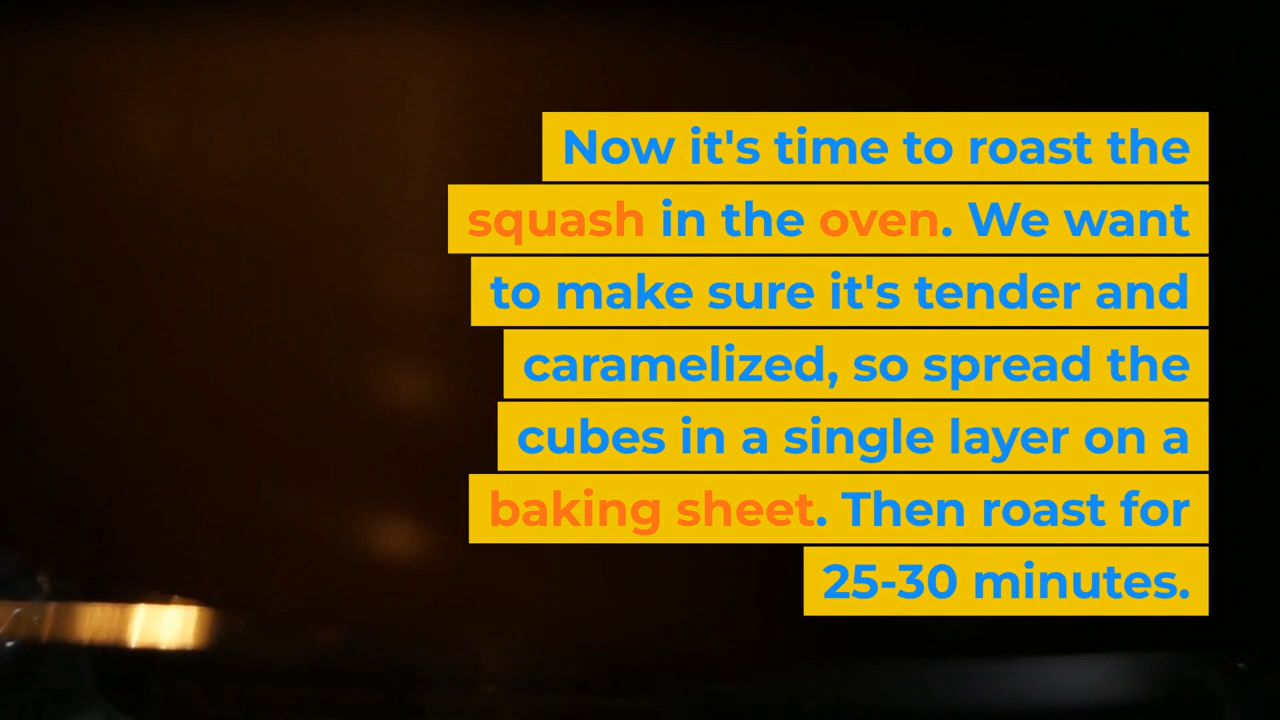 Now it's time to roast the
squash in the oven. We want
to make sure it's tender and
caramelized, so spread the
cubes in a single layer on a
baking sheet. Then roast for
25-30 minutes.